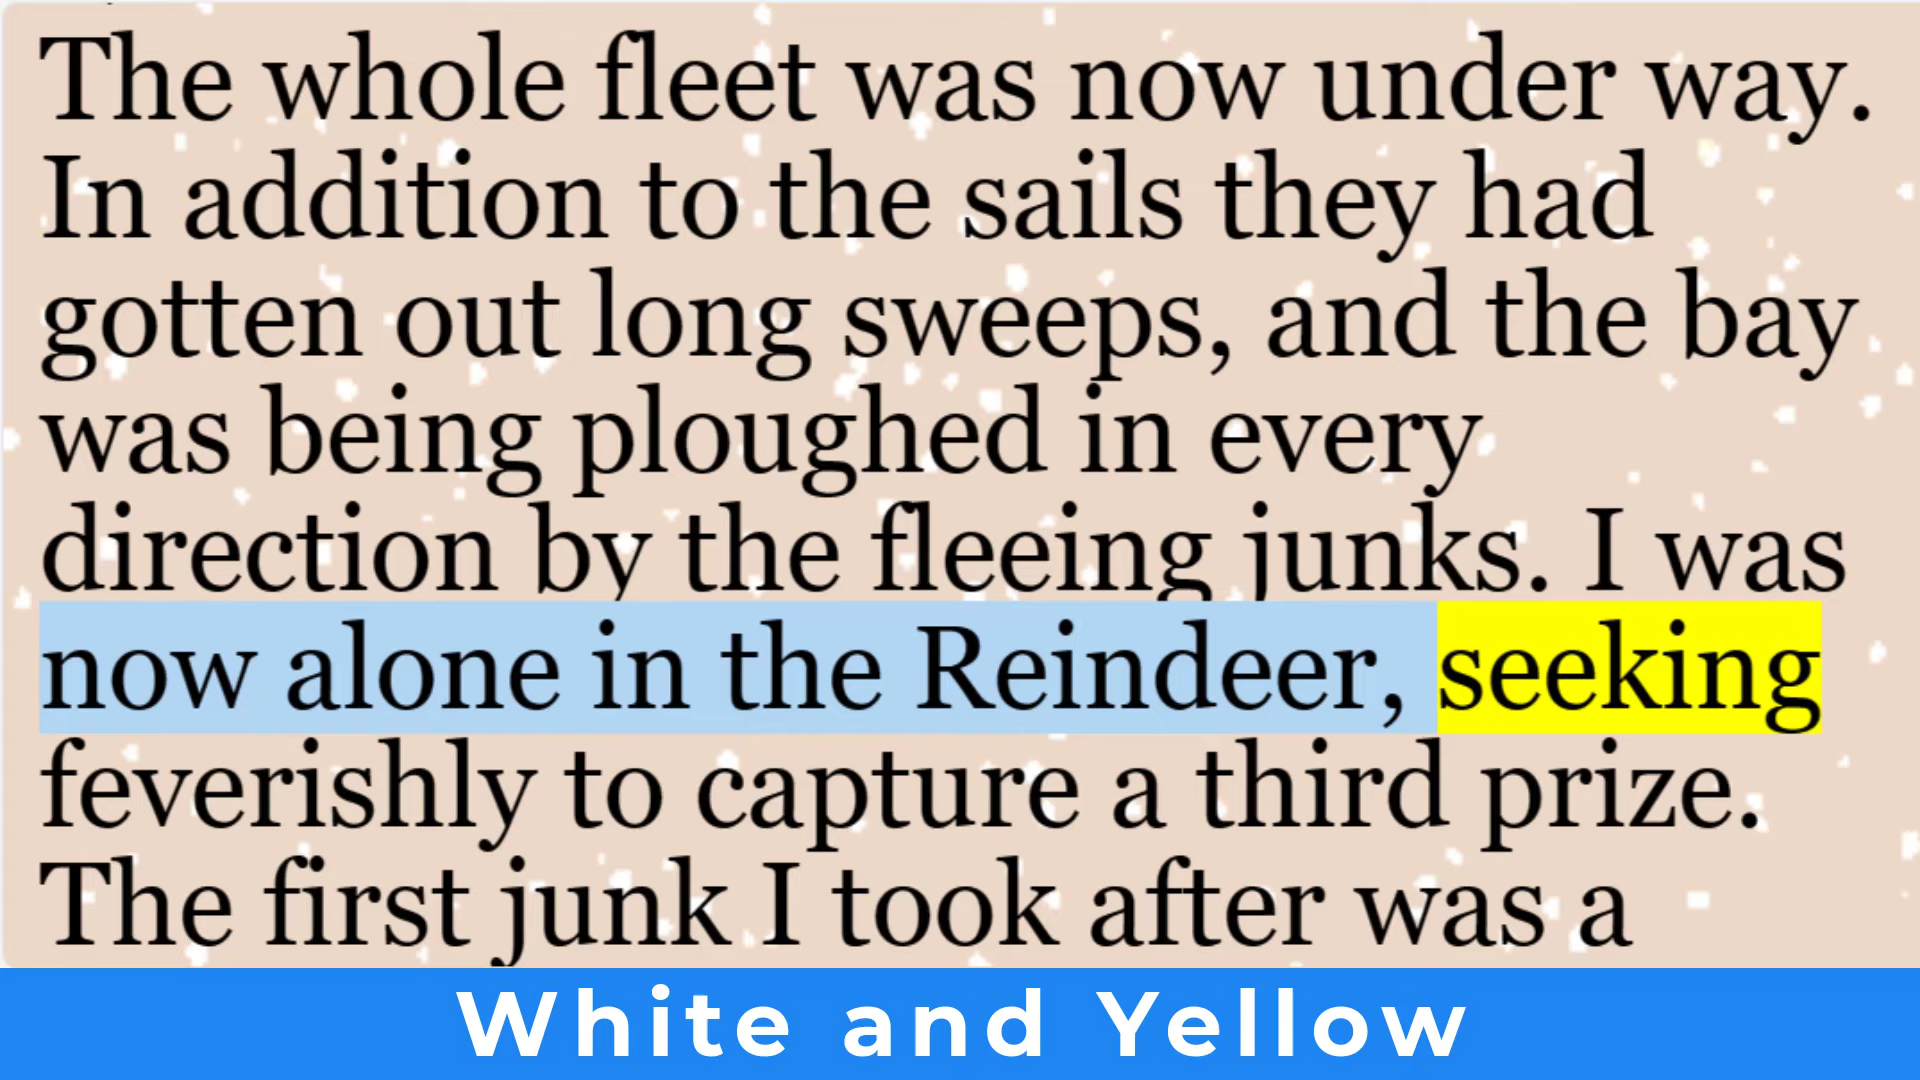 The whole fleet was now under way.
In addition to the sails they had
gotten out long sweeps, and the bay
was being ploughed in every
direction by the fleeing junks. I was
now alone in the Reindeer, seeking
feverishly to capture a third prize.
The first junk I took after was a
White and Yellow